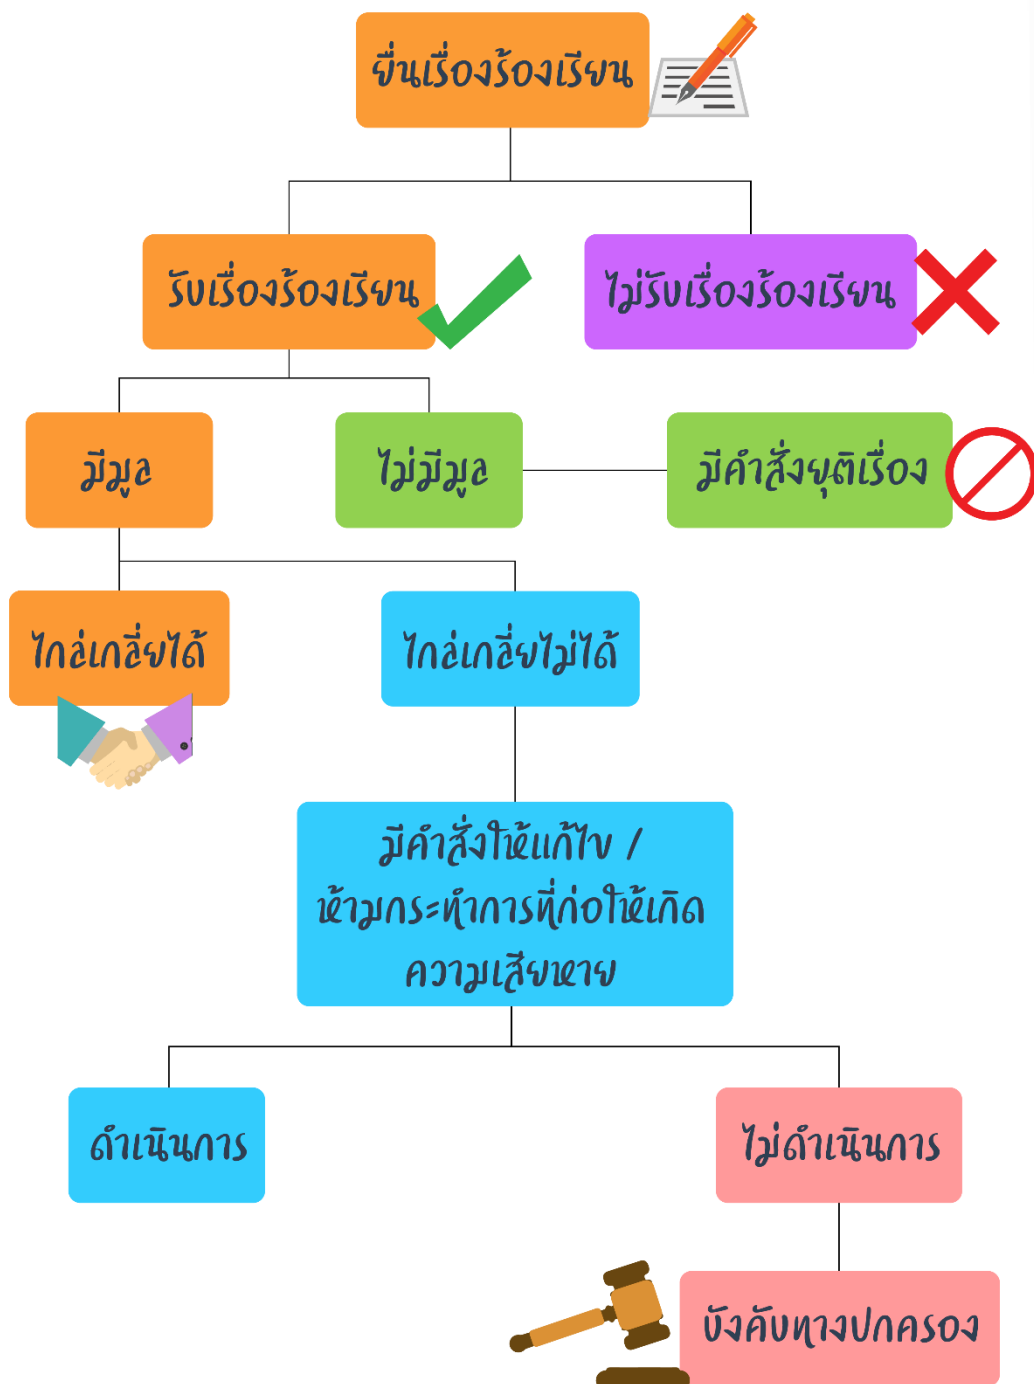 ยื่นเรื่องร้องเรียน
รับเรื่องร้องเรียน
ไม่รับเรื่องร้องเรียน
มีมูล
ไม่มีมูล
มีคำสั่งยุติเรื่อง
ไกล่เกลี่ยได้
ไกล่เกลี่ยไม่ได้
มีคำสั่งให้แก้ไข /
ห้ามกระทำการที่ก่อให้เกิด
ความเสียหาย
ดำเนินการ
ไม่ดำเนินการ
บังคับทางปกครอง